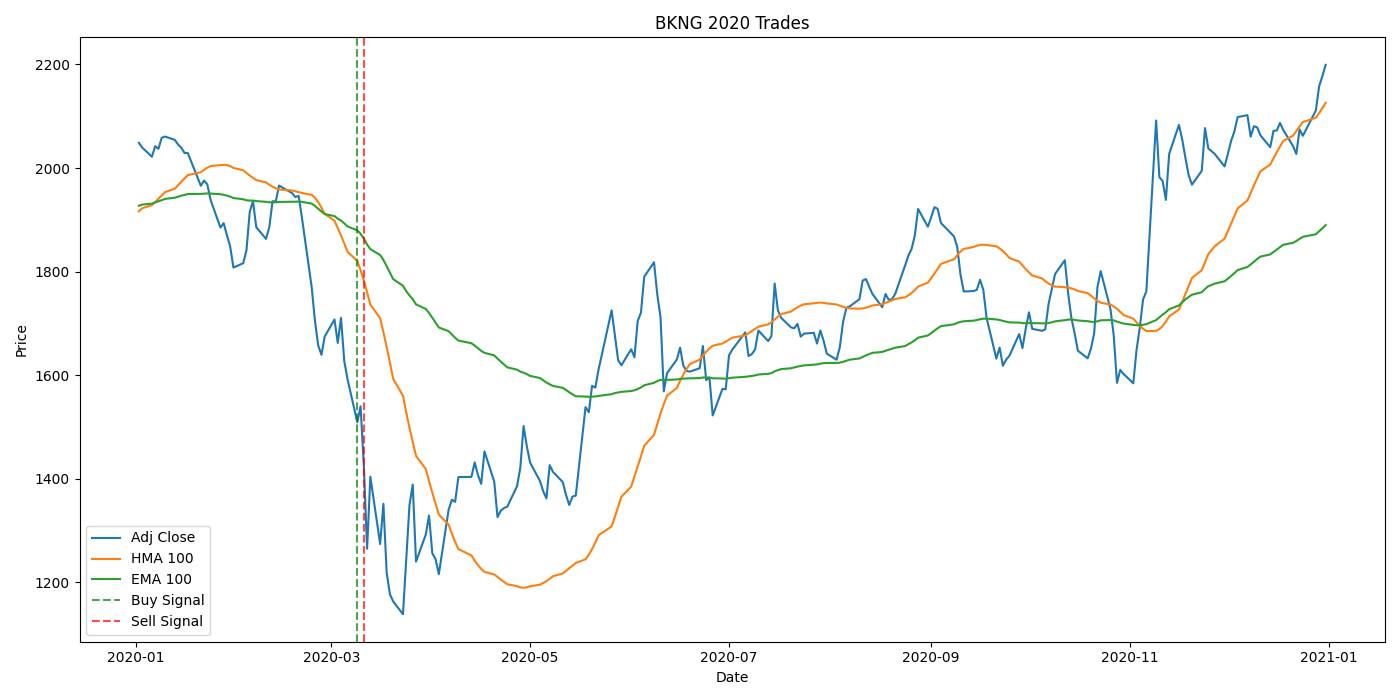 BKNG 2020 Trades
Price
2200
2000
1800
1600
1400
1200
Adj Close
HMA 100
EMA 100
Buy Signal
Sell Signal
2020-01
2020-03
2020-05
2020-07
2020-09
2020-11
2021-01
Date